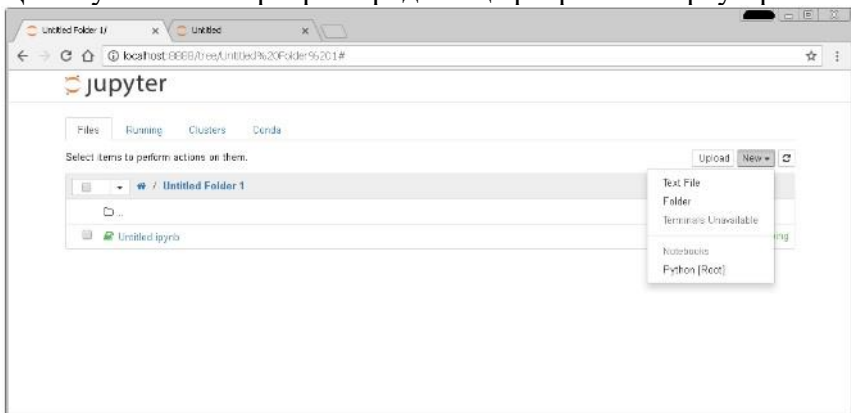 Untitled Folder 1/
Untitled
localhost:8888/tree/Untitled%20Folder%201#
jupyter
Files Running Clusters Conda
Select items to perform actions on them.
Upload New
/ Untitled Folder 1
Text File
Folder
..
Terminals Unavailable
Untitled.ipynb
Notebooks
Python [Root]